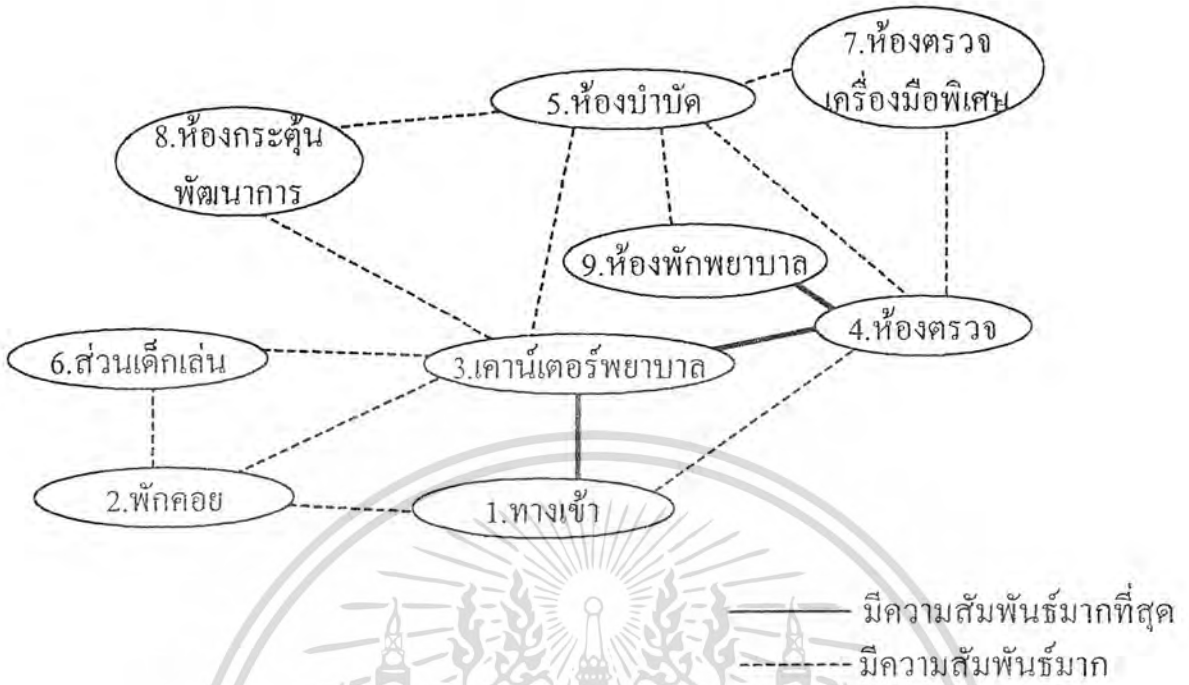 7.ห้องตรวจ
เครื่องมือพิเศษ
5.ห้องบำบัด
8.ห้องกระตุ้น
พัฒนาการ
9.ห้องพักพยาบาล
4.ห้องตรวจ
6.ส่วนเด็กเล่น
3.เคาน์เตอร์พยาบาล
2.พักคอย
1.ทางเข้า
มีความสัมพันธ์มากที่สุด
มีความสัมพันธ์มาก